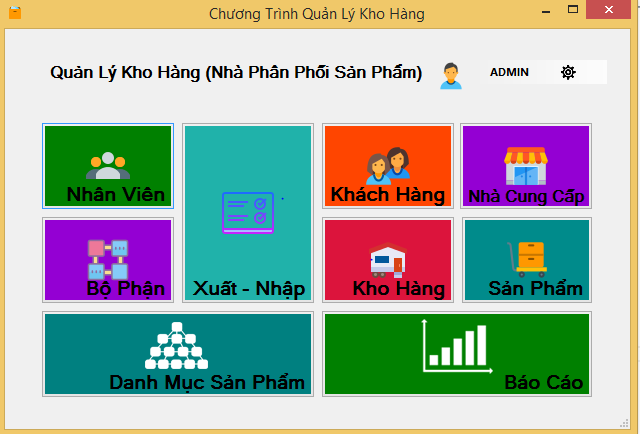 Chương Trình Quản Lý Kho Hàng
Quản Lý Kho Hàng (Nhà Phân Phối Sản Phẩm)
ADMIN
Nhân Viên
Xuất - Nhập
Khách Hàng
Nhà Cung Cấp
Bộ Phận
Kho Hàng
Sản Phẩm
Danh Mục Sản Phẩm
Báo Cáo